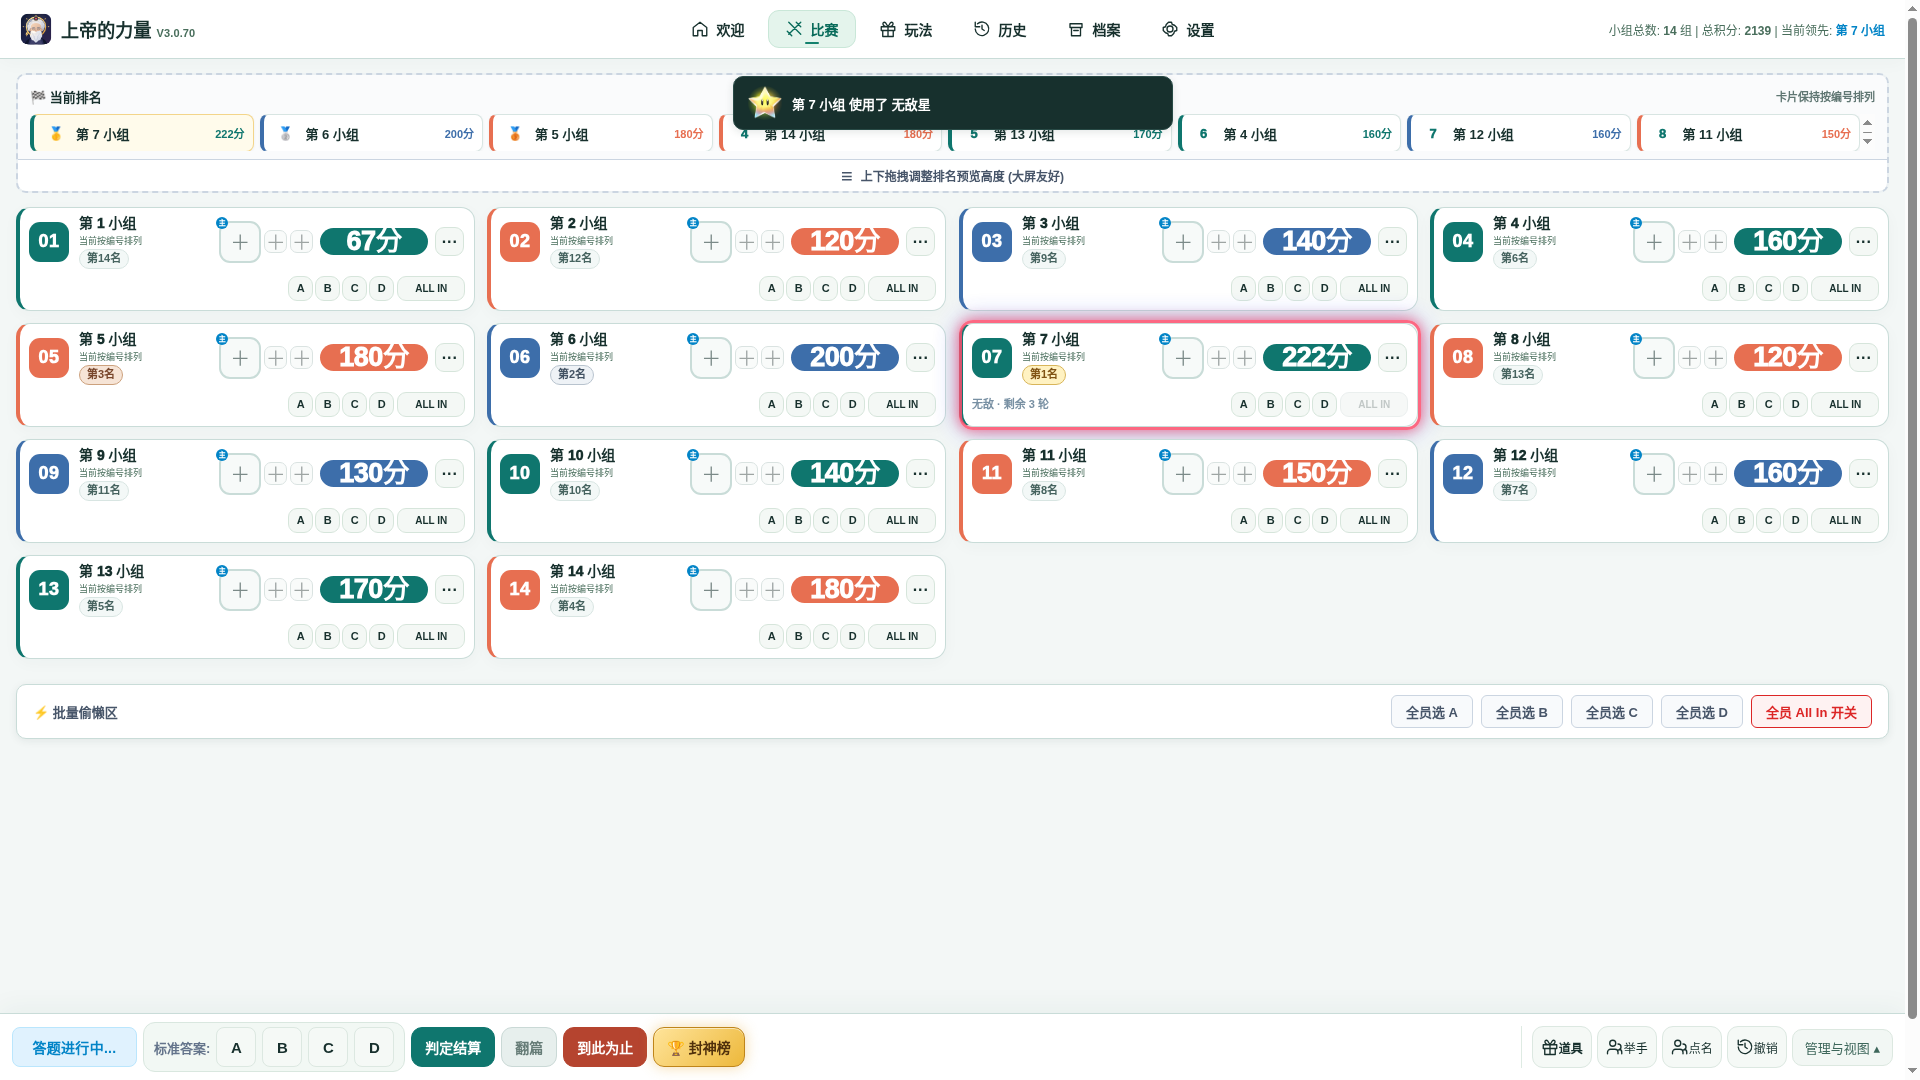 上帝的力量 V3.0.70
欢迎
比赛
玩法
历史
档案
设置
小组总数: 14 组 | 总积分: 2139 | 当前领先: 第 7 小组
当前排名
卡片保持按编号排列
第 7 小组 使用了 无敌星
第 7 小组 222分
第 6 小组 200分
第 5 小组 180分
4 第 14 小组 180分
5 第 13 小组 170分
6 第 4 小组 160分
7 第 12 小组 160分
8 第 11 小组 150分
上下拖拽调整排名预览高度 (大屏友好)
01 第 1 小组 当前按编号排列 第14名 主 67分 ...
A B C D ALL IN
02 第 2 小组 当前按编号排列 第12名 主 120分 ...
A B C D ALL IN
03 第 3 小组 当前按编号排列 第9名 主 140分 ...
A B C D ALL IN
04 第 4 小组 当前按编号排列 第6名 主 160分 ...
A B C D ALL IN
05 第 5 小组 当前按编号排列 第3名 主 180分 ...
A B C D ALL IN
06 第 6 小组 当前按编号排列 第2名 主 200分 ...
A B C D ALL IN
07 第 7 小组 当前按编号排列 第1名 主 222分 ...
无敌 · 剩余 3 轮 A B C D ALL IN
08 第 8 小组 当前按编号排列 第13名 主 120分 ...
A B C D ALL IN
09 第 9 小组 当前按编号排列 第11名 主 130分 ...
A B C D ALL IN
10 第 10 小组 当前按编号排列 第10名 主 140分 ...
A B C D ALL IN
11 第 11 小组 当前按编号排列 第8名 主 150分 ...
A B C D ALL IN
12 第 12 小组 当前按编号排列 第7名 主 160分 ...
A B C D ALL IN
13 第 13 小组 当前按编号排列 第5名 主 170分 ...
A B C D ALL IN
14 第 14 小组 当前按编号排列 第4名 主 180分 ...
A B C D ALL IN
⚡ 批量偷懒区
全员选 A
全员选 B
全员选 C
全员选 D
全员 All In 开关
答题进行中...
标准答案: A B C D
判定结算
翻篇
到此为止
封神榜
道具
举手
点名
撤销
管理与视图 ▴